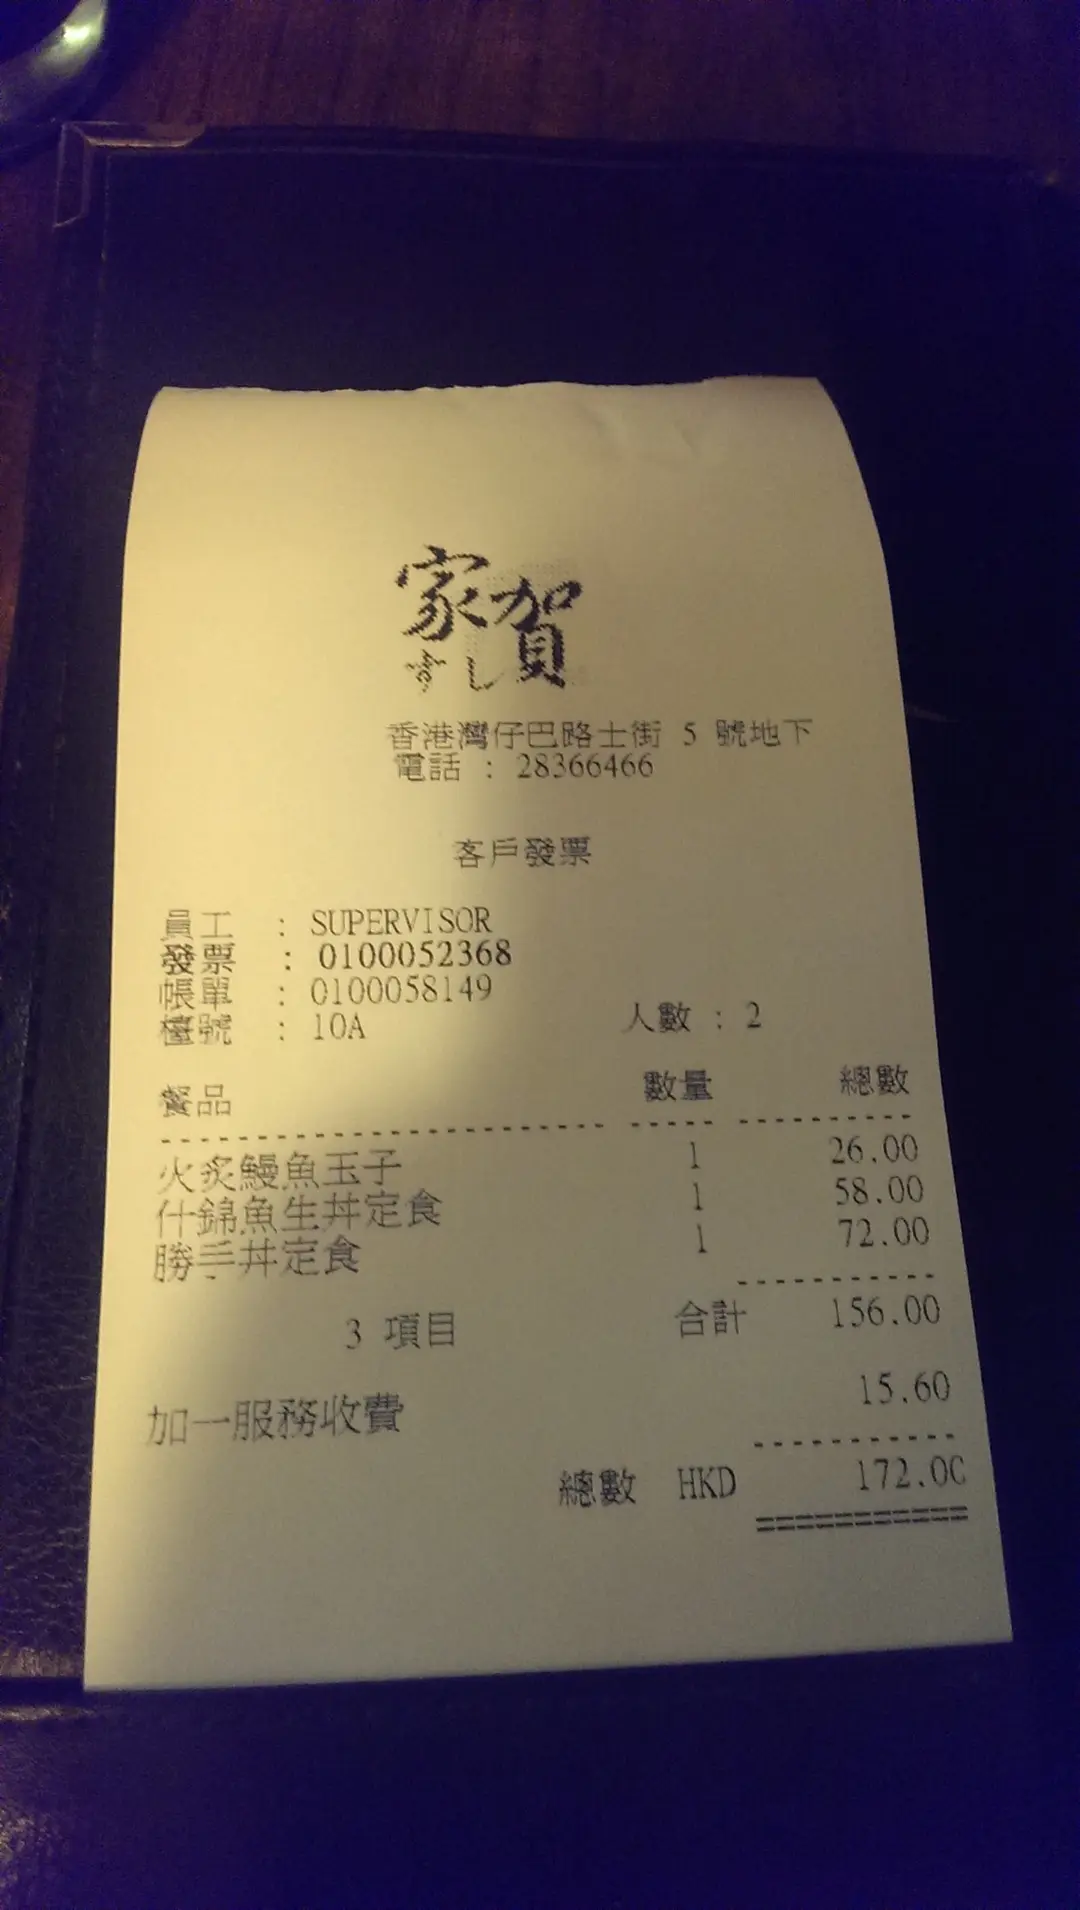 家賀
香港灣仔巴路士街 5 號地下
電話 : 28366466
客戶發票
員工 : SUPERVISOR
發票 : 0100052368
帳單 : 0100058149
檯號 : 10A 人數 : 2
餐品 數量 總數
火炙鰻魚玉子 1 26.00
什錦魚生丼定食 1 58.00
勝手丼定食 1 72.00
3 項目 合計 156.00
加一服務收費 15.60
總數 HKD 172.00